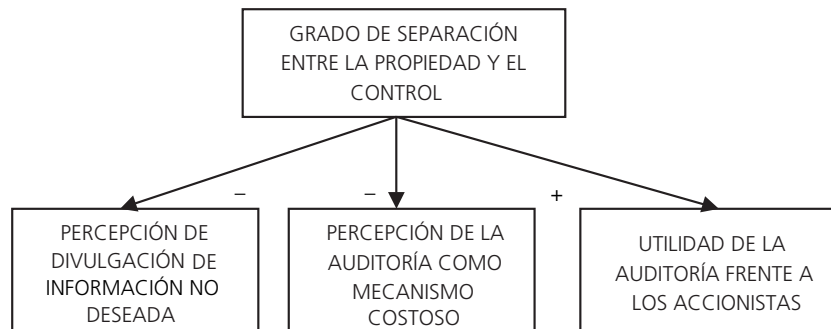 GRADO DE SEPARACIÓN
ENTRE LA PROPIEDAD Y EL
CONTROL
–
–
+
PERCEPCIÓN DE
DIVULGACIÓN DE
INFORMACIÓN NO
DESEADA
PERCEPCIÓN DE LA
AUDITORÍA COMO
MECANISMO
COSTOSO
UTILIDAD DE LA
AUDITORÍA FRENTE A
LOS ACCIONISTAS